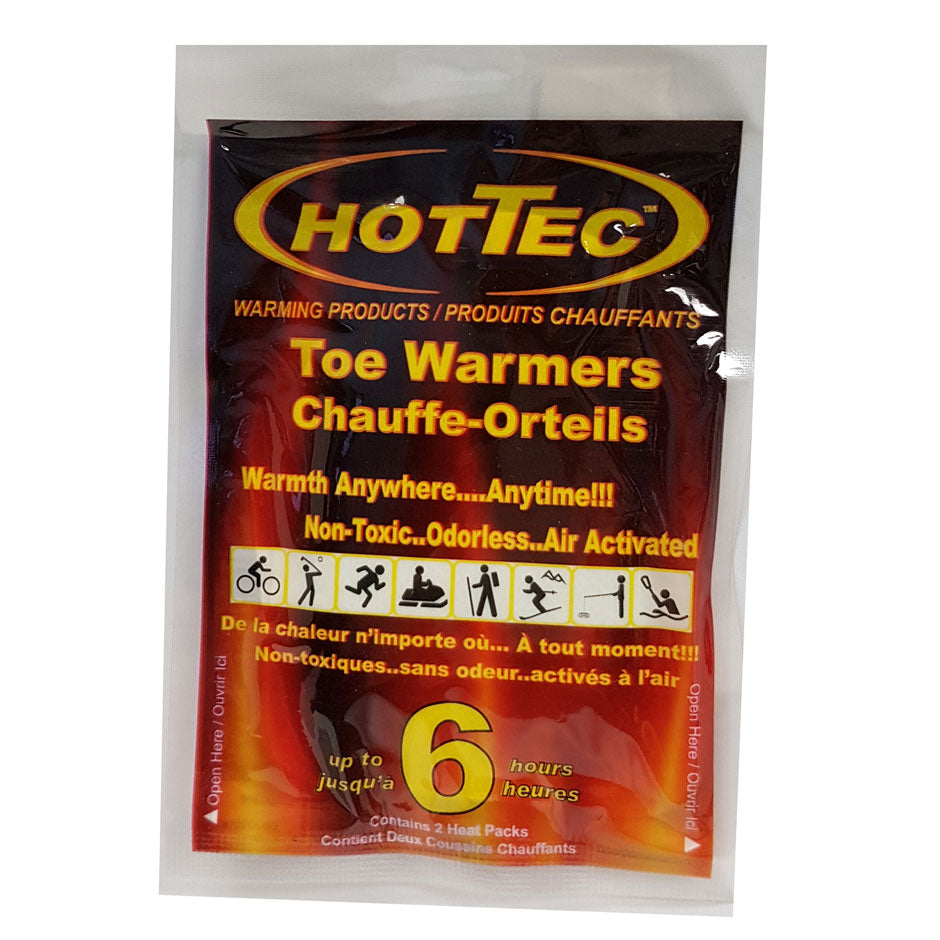 HOTTEC™
WARMING PRODUCTS / PRODUITS CHAUFFANTS
Toe Warmers
Chauffe-Orteils
Warmth Anywhere....Anytime!!!
Non-Toxic..Odorless..Air Activated
De la chaleur n'importe où... À tout moment!!!
Non-toxiques..sans odeur..activés à l'air
Open Here / Ouvrir Ici
Open Here / Ouvrir Ici
up to
jusqu'à
6
hours
heures
Contains 2 Heat Packs
Contient Deux Coussins Chauffants